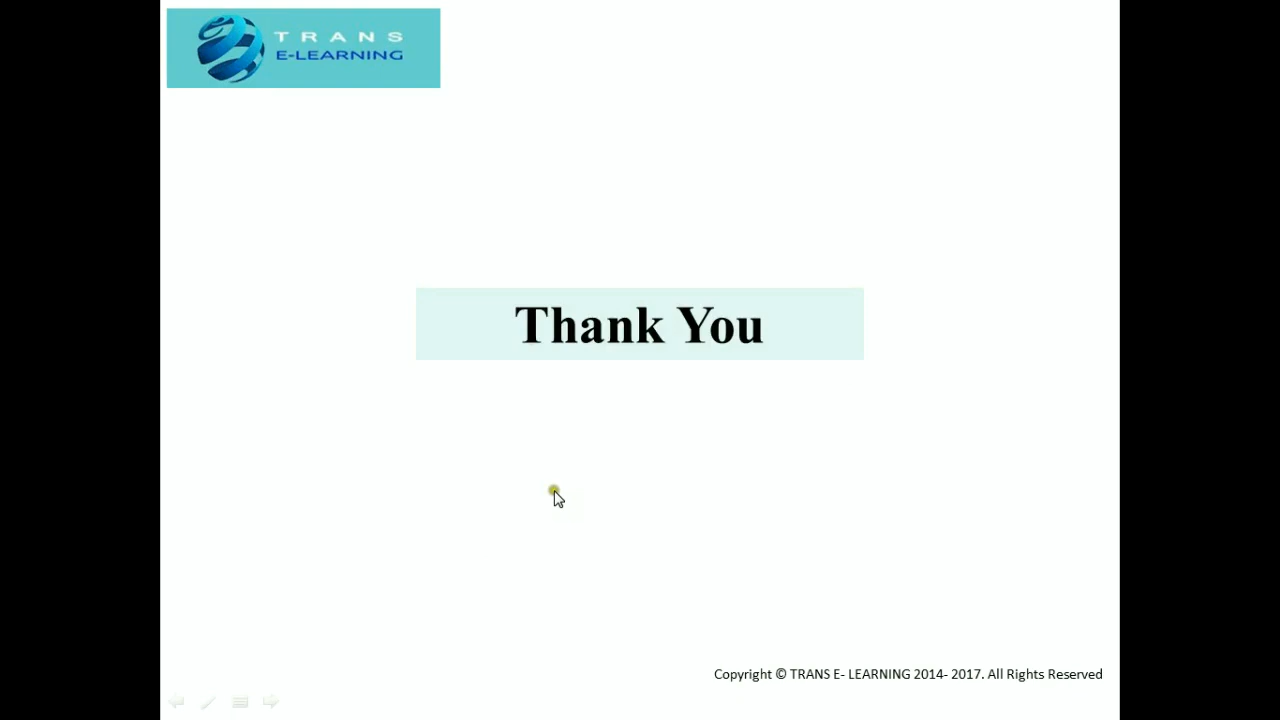 TRANS
E-LEARNING
Thank You
Copyright © TRANS E- LEARNING 2014- 2017. All Rights Reserved